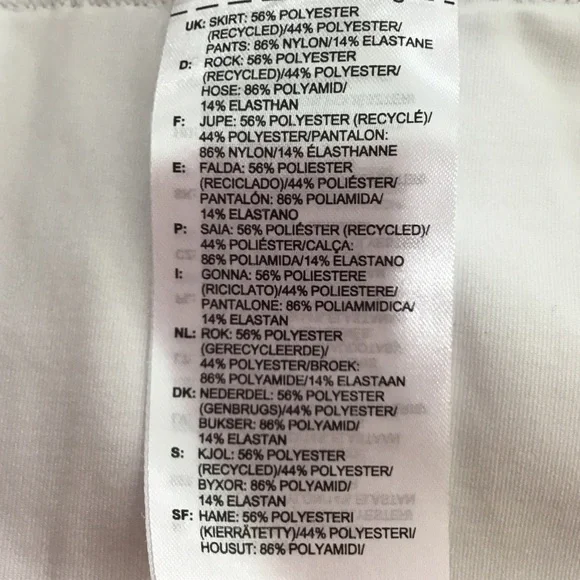 UK: SKIRT: 56% POLYESTER
(RECYCLED)/44% POLYESTER/
PANTS: 86% NYLON/14% ELASTANE
D: ROCK: 56% POLYESTER
(RECYCLED)/44% POLYESTER/
HOSE: 86% POLYAMID/
14% ELASTHAN
F: JUPE: 56% POLYESTER (RECYCLÉ)/
44% POLYESTER/PANTALON:
86% NYLON/14% ÉLASTHANNE
E: FALDA: 56% POLIESTER
(RECICLADO)/44% POLIÉSTER/
PANTALÓN: 86% POLIAMIDA/
14% ELASTANO
P: SAIA: 56% POLIÉSTER (RECYCLED)/
44% POLIÉSTER/CALÇA:
86% POLIAMIDA/14% ELASTANO
I: GONNA: 56% POLIESTERE
(RICICLATO)/44% POLIESTERE/
PANTALONE: 86% POLIAMMIDICA/
14% ELASTAN
NL: ROK: 56% POLYESTER
(GERECYCLEERDE)/
44% POLYESTER/BROEK:
86% POLYAMIDE/14% ELASTAAN
DK: NEDERDEL: 56% POLYESTER
(GENBRUGS)/44% POLYESTER/
BUKSER: 86% POLYAMID/
14% ELASTAN
S: KJOL: 56% POLYESTER
(RECYCLED)/44% POLYESTER/
BYXOR: 86% POLYAMID/
14% ELASTAN
SF: HAME: 56% POLYESTERI
(KIERRÄTETTY)/44% POLYESTERI/
HOUSUT: 86% POLYAMIDI/